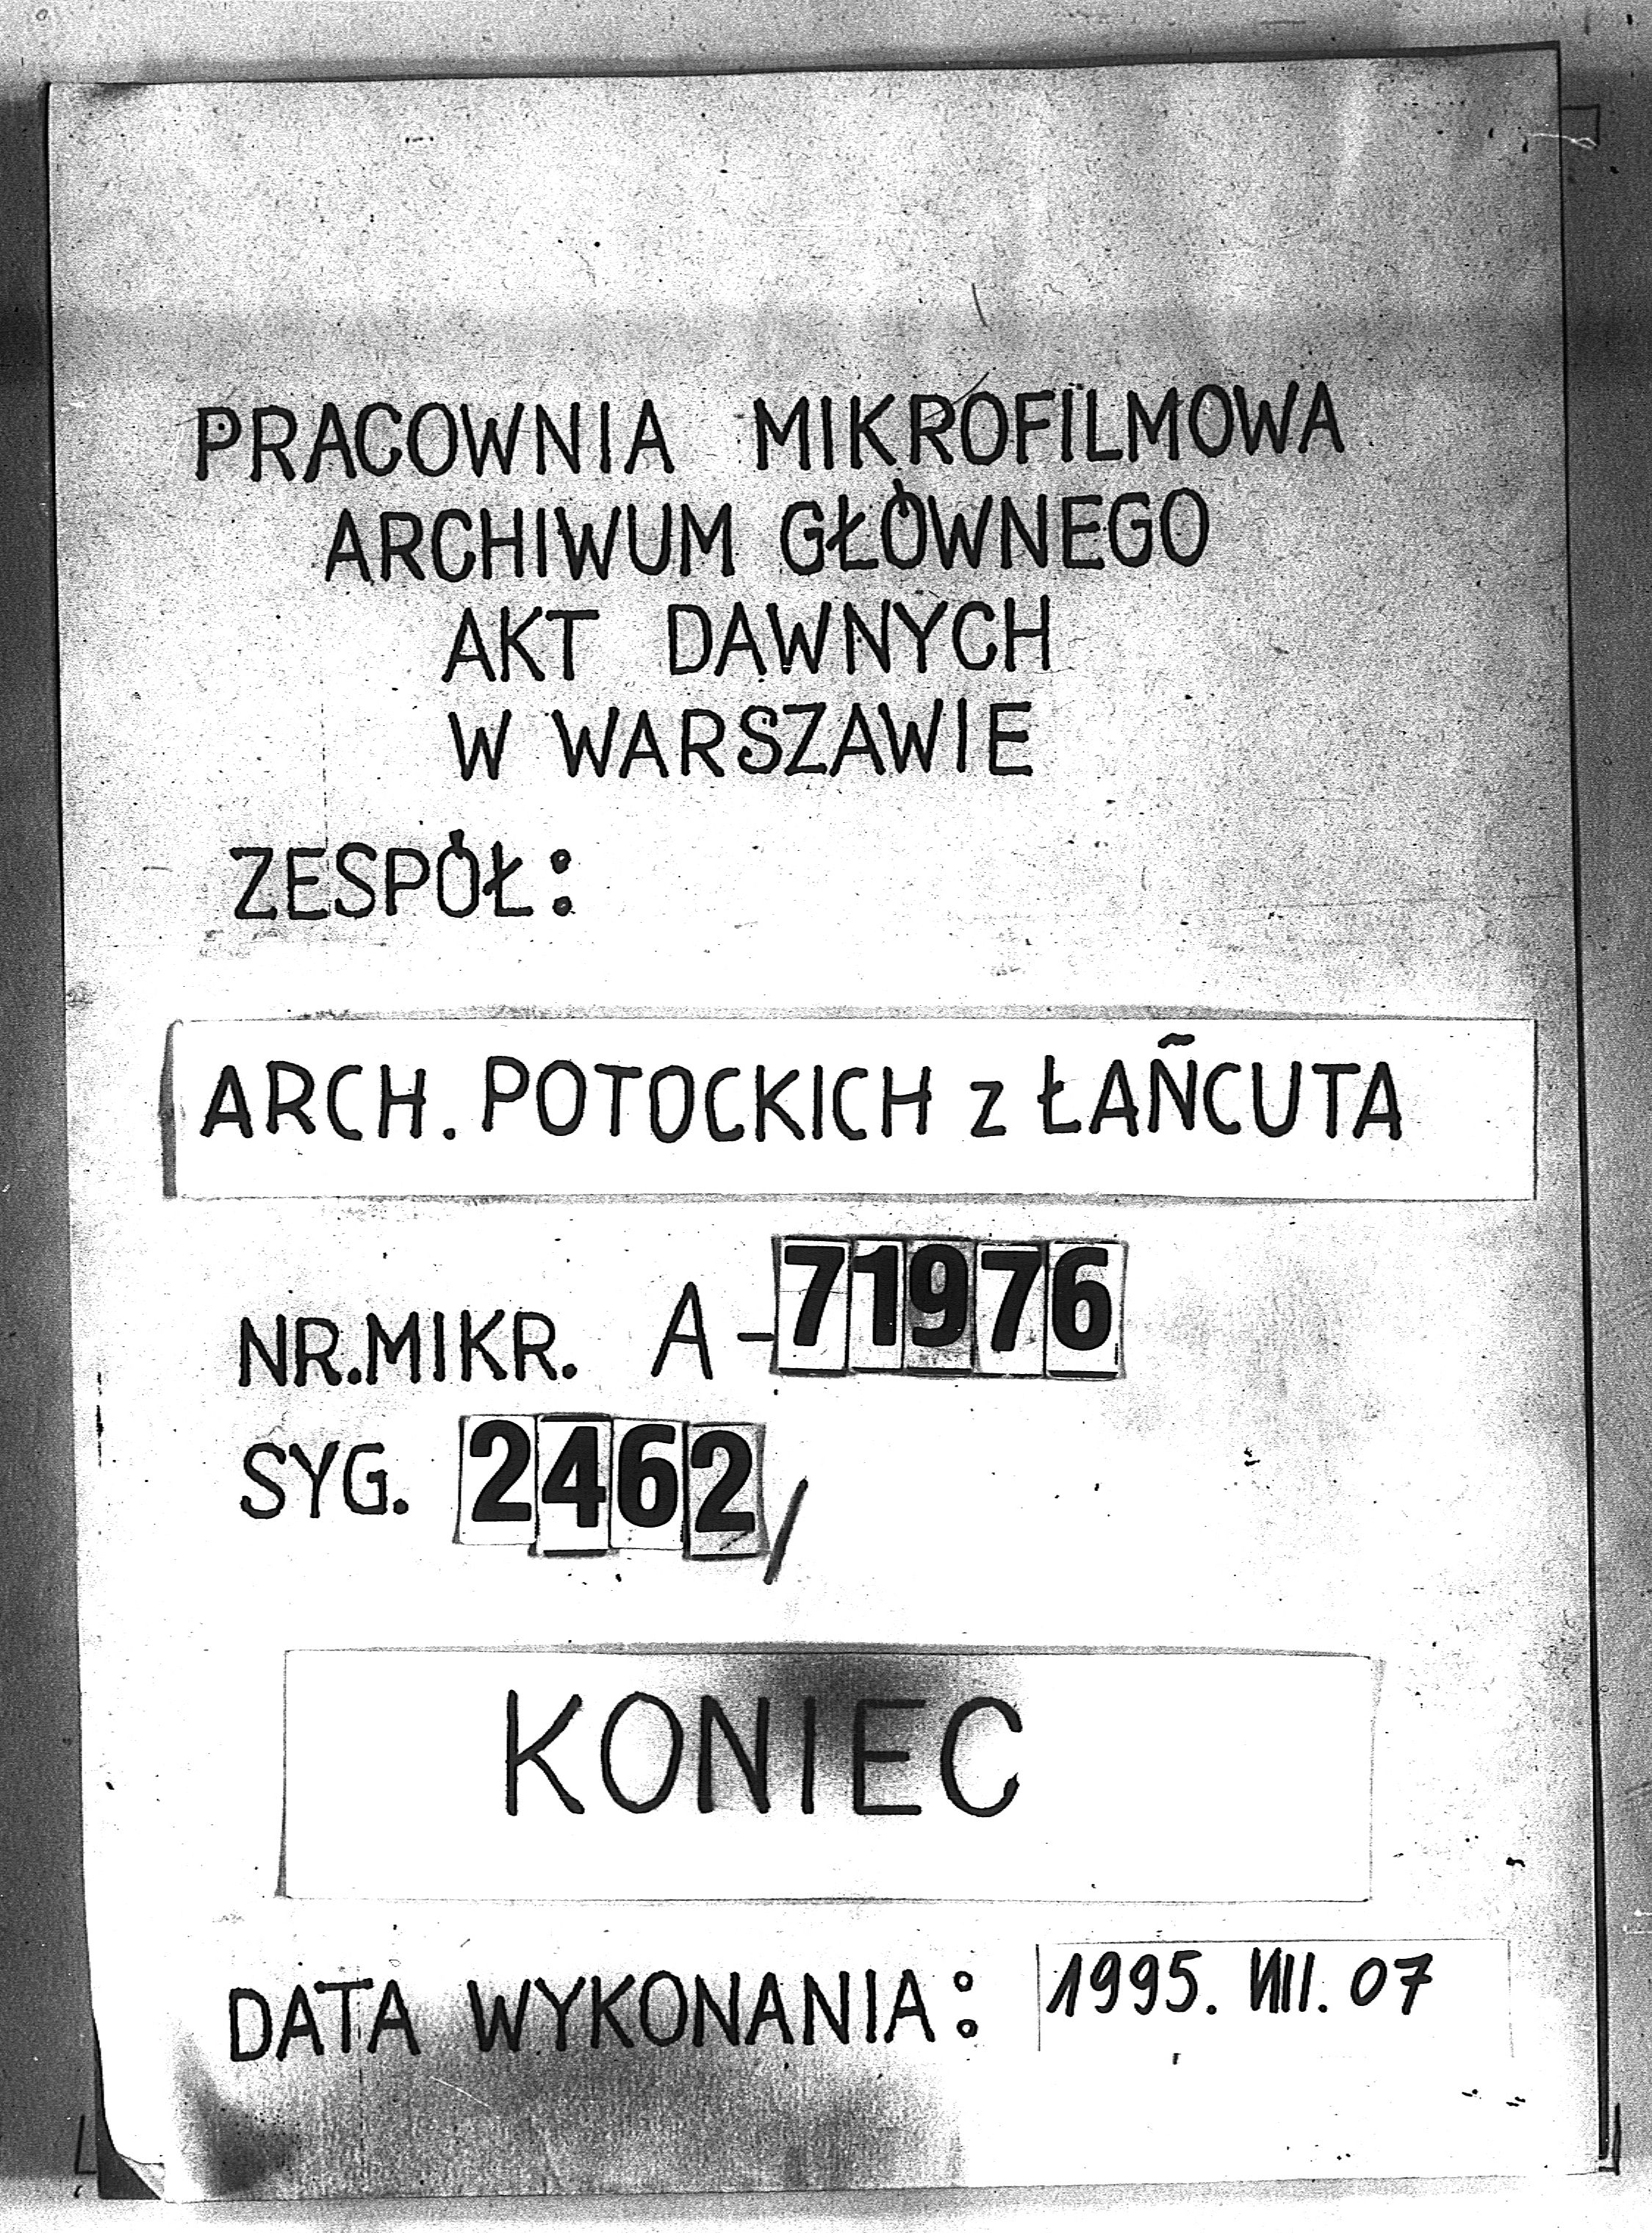 PRACOWNIA MIKROFILMOWA
ARCHIWUM GŁÓWNEGO
AKT DAWNYCH
W WARSZAWIE
ZESPÓŁ:
ARCH. POTOCKICH z ŁAÑCUTA
NR.MIKR. A-71976
SYG. 2462/
KONIEC
DATA WYKONANIA: 1995. VIII. 07